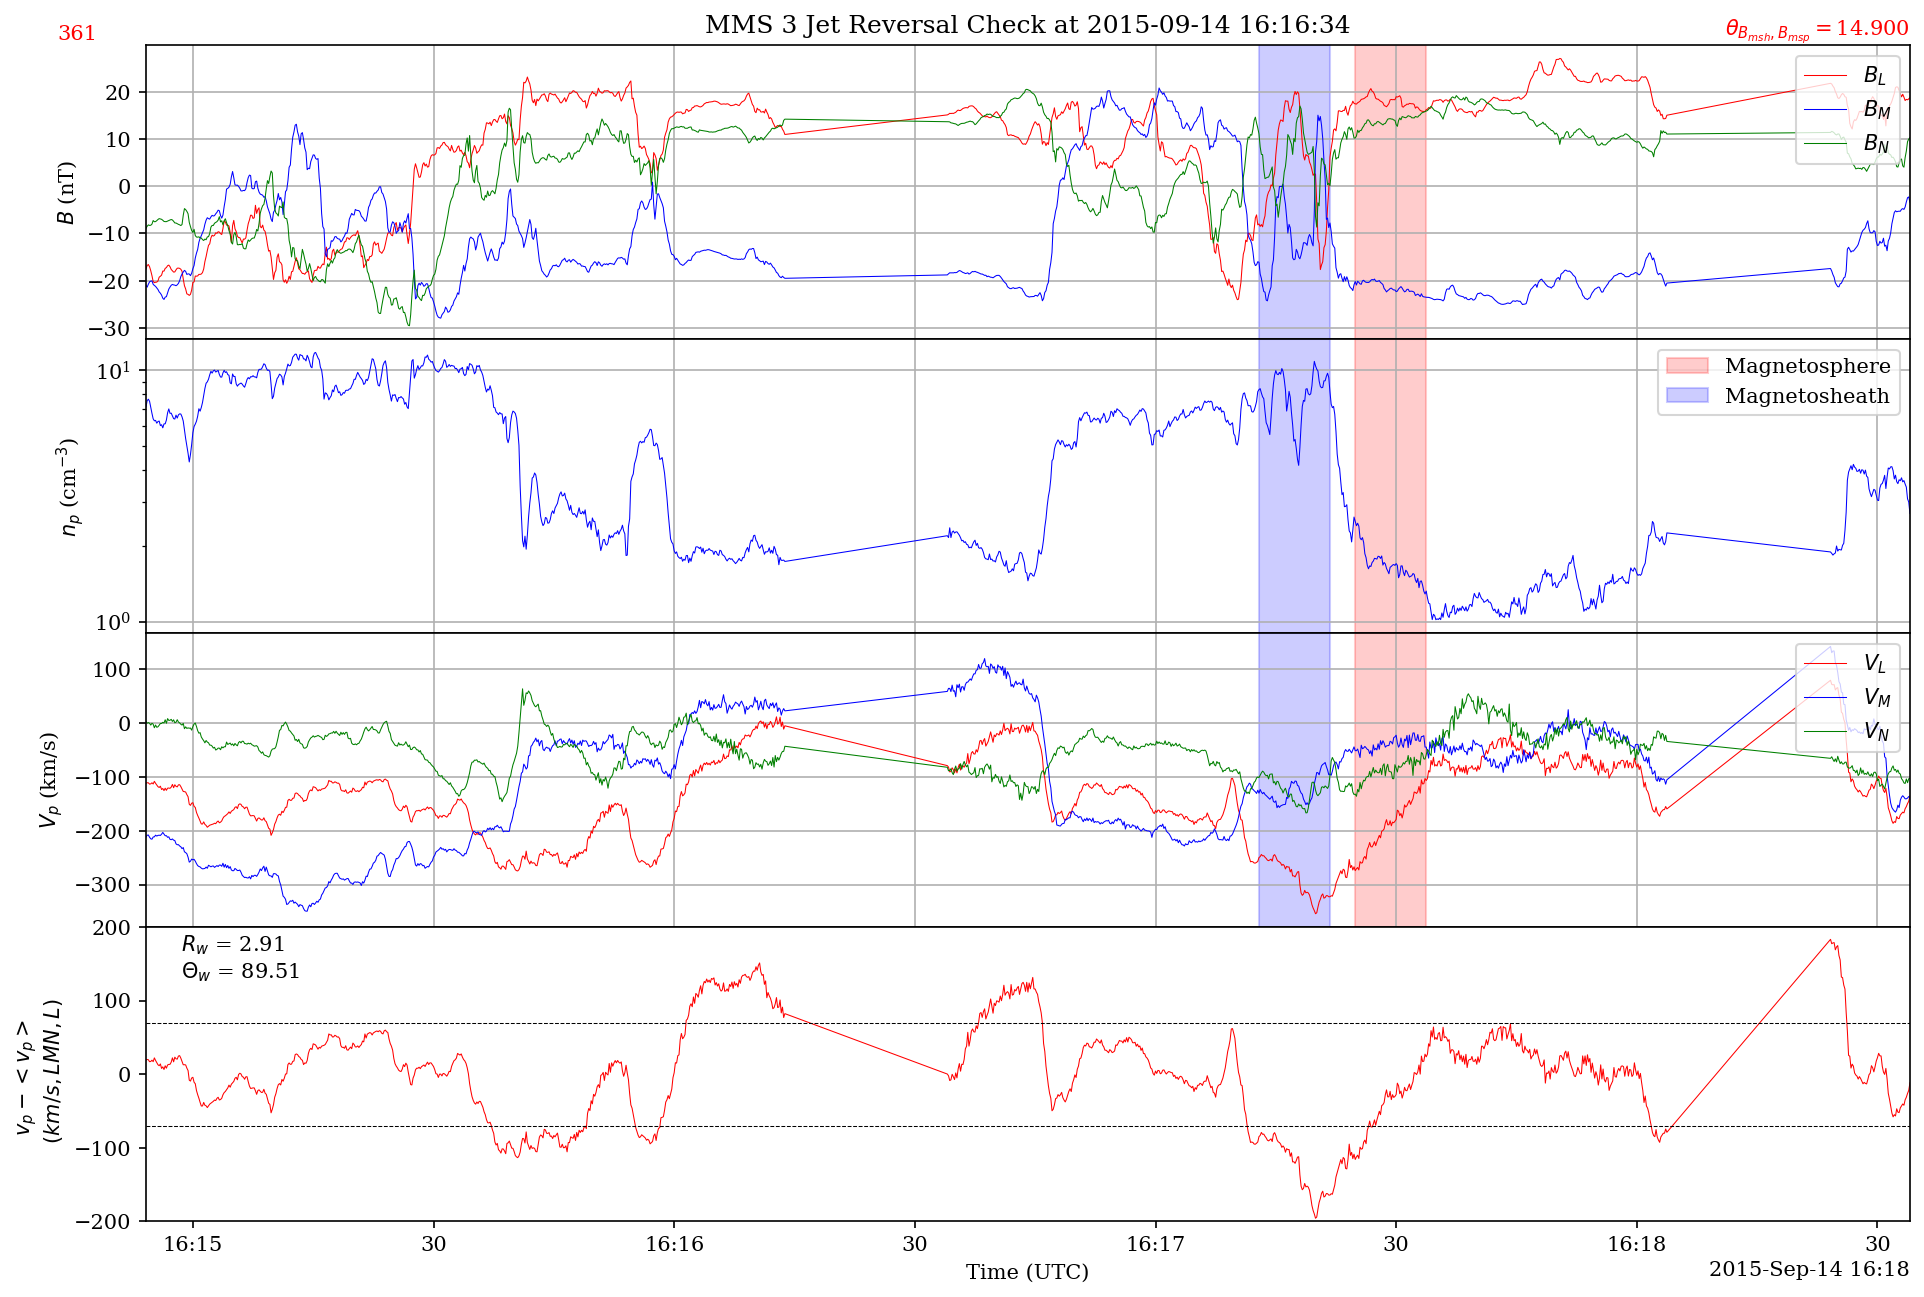 MMS 3 Jet Reversal Check at 2015-09-14 16:16:34
361
θ_{B_{msh}, B_{msp}} = 14.900
B (nT)
20
10
0
−10
−20
−30
B_L
B_M
B_N
n_p (cm^{−3})
10^1
10^0
Magnetosphere
Magnetosheath
V_p (km/s)
100
0
−100
−200
−300
V_L
V_M
V_N
v_p − < v_p >
(km/s, LMN, L)
200
100
0
−100
−200
R_w = 2.91
Θ_w = 89.51
16:15 30 16:16 30 16:17 30 16:18 30
Time (UTC)
2015-Sep-14 16:18